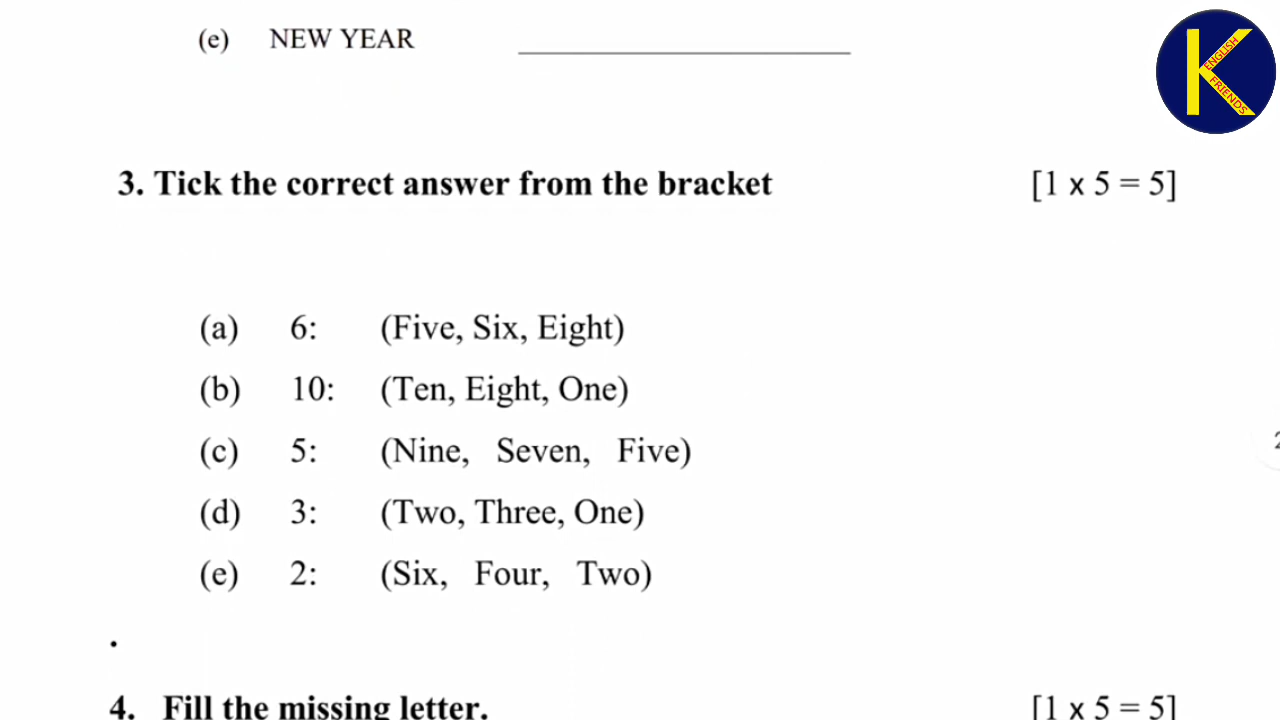 (e) NEW YEAR ____________________
ENGLISH
K
FRIENDS
3. Tick the correct answer from the bracket [1 x 5 = 5]
(a) 6: (Five, Six, Eight)
(b) 10: (Ten, Eight, One)
(c) 5: (Nine, Seven, Five)
(d) 3: (Two, Three, One)
(e) 2: (Six, Four, Two)
.
4. Fill the missing letter. [1 x 5 = 5]